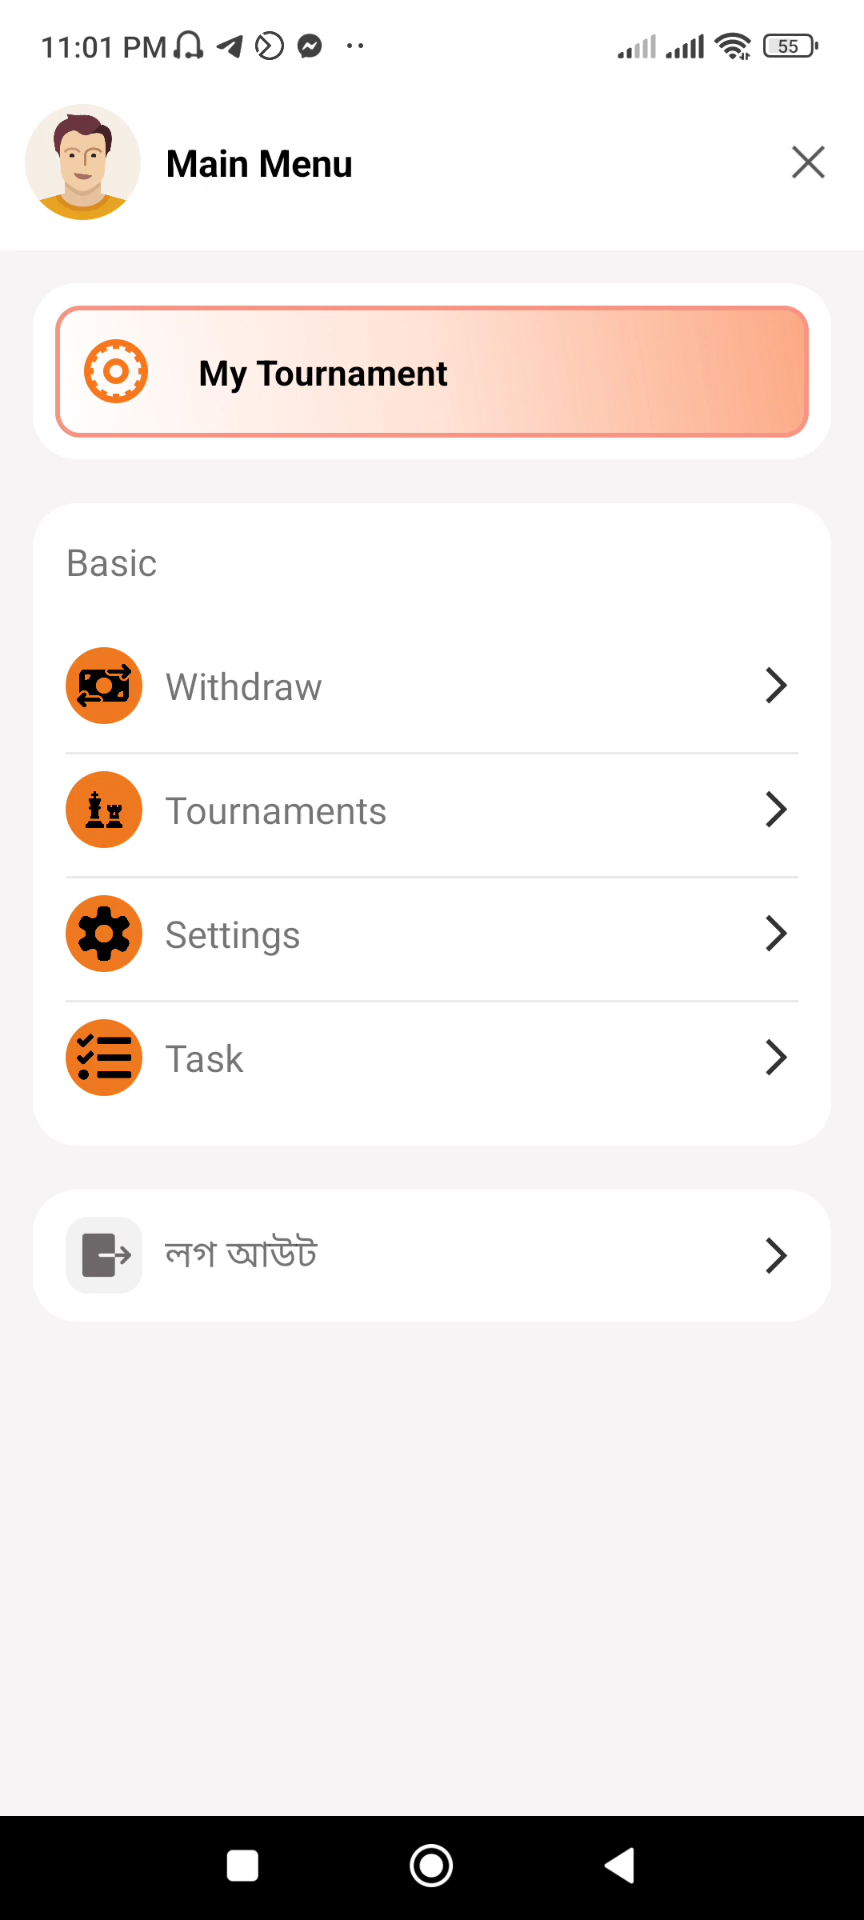 11:01 PM
55
Main Menu
My Tournament
Basic
Withdraw
Tournaments
Settings
Task
লগ আউট